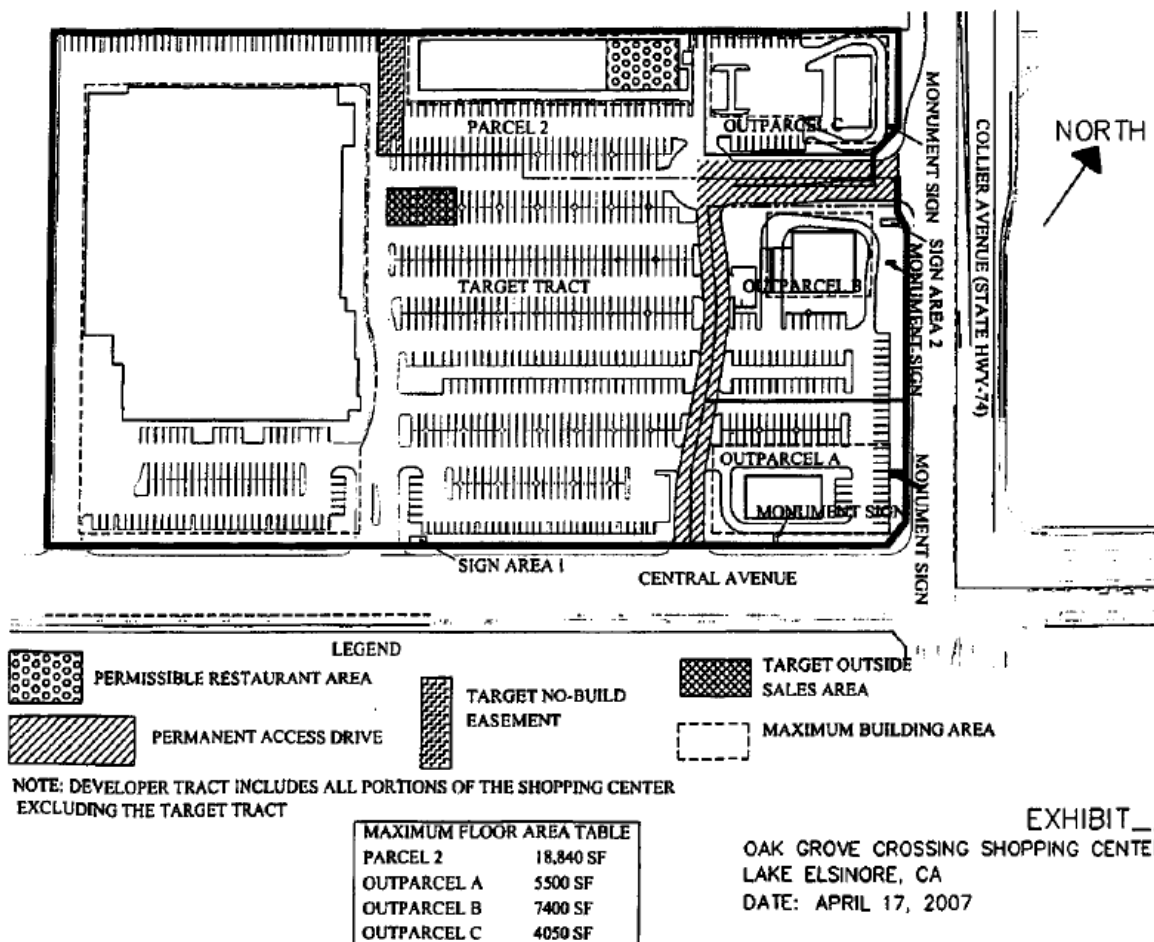 PARCEL 2
OUTPARCEL C
MONUMENT SIGN
COLLIER AVENUE (STATE HWY-74)
NORTH
TARGET TRACT
OUTPARCEL B
SIGN AREA 2
MONUMENT SIGN
OUTPARCEL A
MONUMENT SIGN
MONUMENT SIGN
SIGN AREA 1
CENTRAL AVENUE
LEGEND
PERMISSIBLE RESTAURANT AREA
PERMANENT ACCESS DRIVE
TARGET NO-BUILD
EASEMENT
TARGET OUTSIDE
SALES AREA
MAXIMUM BUILDING AREA
NOTE: DEVELOPER TRACT INCLUDES ALL PORTIONS OF THE SHOPPING CENTER
EXCLUDING THE TARGET TRACT
MAXIMUM FLOOR AREA TABLE
PARCEL 2 18,840 SF
OUTPARCEL A 5500 SF
OUTPARCEL B 7400 SF
OUTPARCEL C 4050 SF
EXHIBIT_
OAK GROVE CROSSING SHOPPING CENTE
LAKE ELSINORE, CA
DATE: APRIL 17, 2007